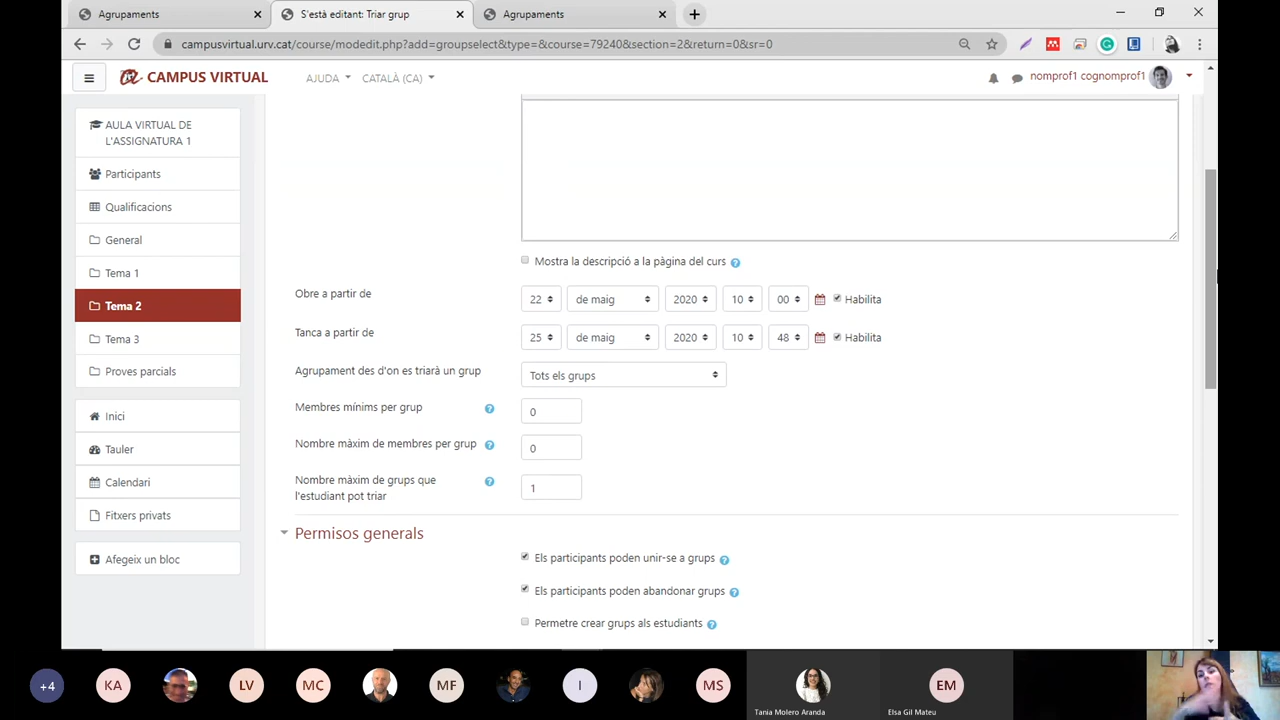 Agrupaments
S'està editant: Triar grup
Agrupaments
campusvirtual.urv.cat/course/modedit.php?add=groupselect&type=&course=79240&section=2&return=0&sr=0
CAMPUS VIRTUAL
AJUDA
CATALÀ (CA)
nomprof1 cognomprof1
AULA VIRTUAL DE
L'ASSIGNATURA 1
Participants
Qualificacions
General
Tema 1
Tema 2
Tema 3
Proves parcials
Inici
Tauler
Calendari
Fitxers privats
Afegeix un bloc
Mostra la descripció a la pàgina del curs
Obre a partir de
22 de maig 2020 10 00 Habilita
Tanca a partir de
25 de maig 2020 10 48 Habilita
Agrupament des d'on es triarà un grup
Tots els grups
Membres mínims per grup
0
Nombre màxim de membres per grup
0
Nombre màxim de grups que
l'estudiant pot triar
1
Permisos generals
Els participants poden unir-se a grups
Els participants poden abandonar grups
Permetre crear grups als estudiants
+4
KA
LV
MC
MF
I
MS
Tania Molero Aranda
EM
Elsa Gil Mateu